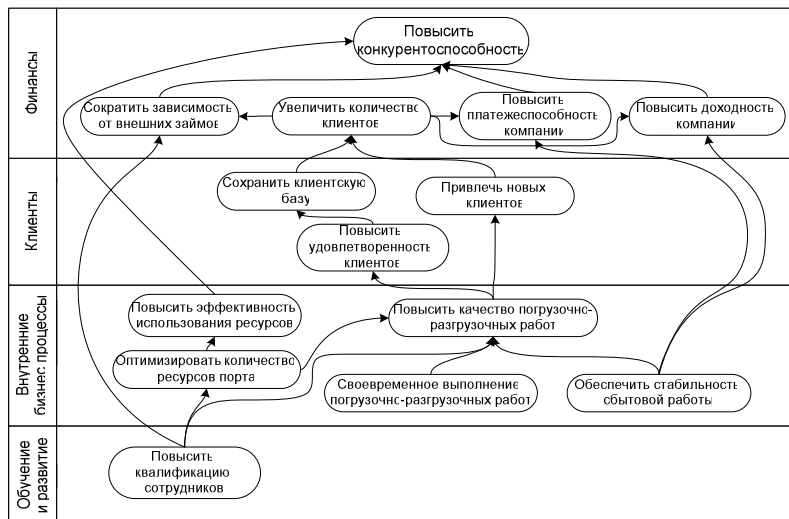 Финансы
Повысить
конкурентоспособность
Сократить зависимость
от внешних займов
Увеличить количество
клиентов
Повысить
платежеспособность
компании
Повысить доходность
компании
Клиенты
Сохранить клиентскую
базу
Привлечь новых
клиентов
Повысить
удовлетворенность
клиентов
Внутренние
бизнес процессы
Повысить эффективность
использования ресурсов
Повысить качество погрузочно-
разгрузочных работ
Оптимизировать количество
ресурсов порта
Своевременное выполнение
погрузочно-разгрузочных работ
Обеспечить стабильность
сбытовой работы
Обучение
и развитие
Повысить
квалификацию
сотрудников